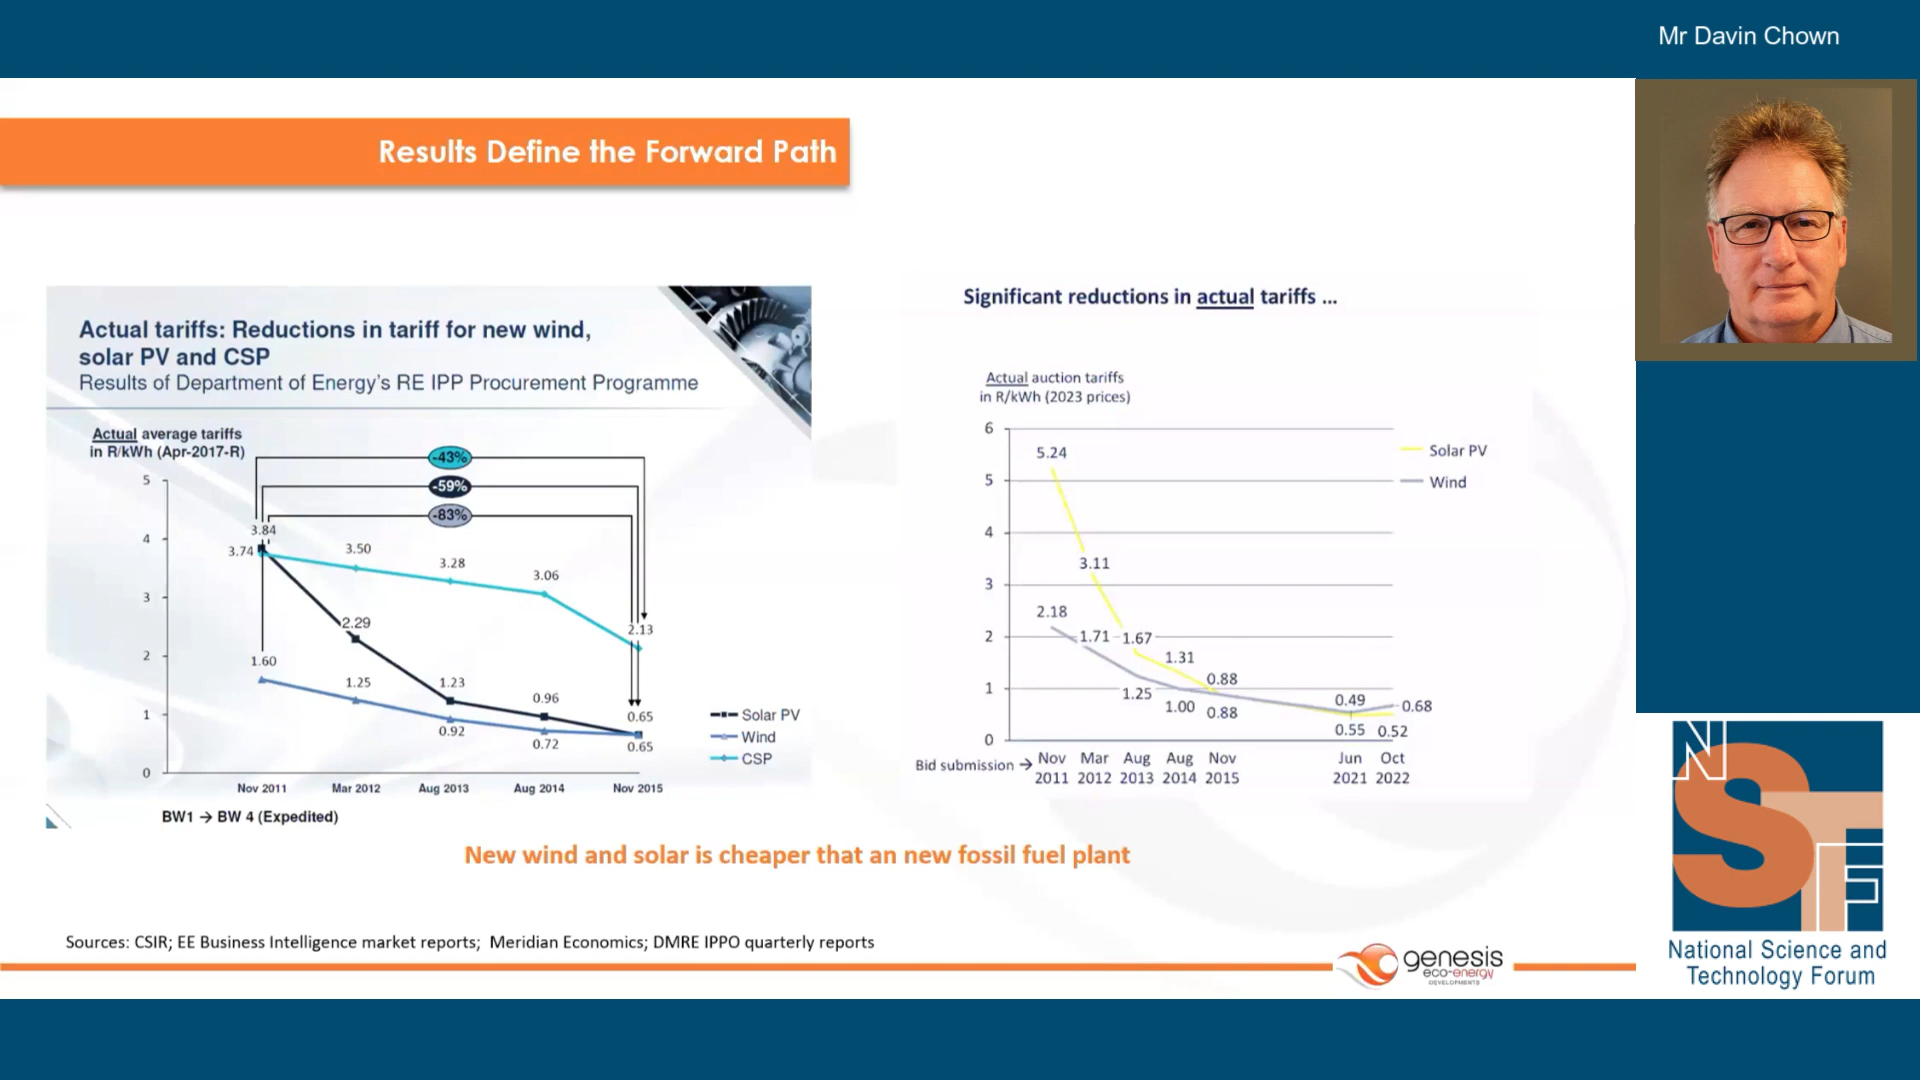 Mr Davin Chown
Results Define the Forward Path
Actual tariffs: Reductions in tariff for new wind,
solar PV and CSP
Results of Department of Energy's RE IPP Procurement Programme
Actual average tariffs
in R/kWh (Apr-2017-R)
-43%
-59%
-83%
5
4
3
2
1
0
3.84
3.74
3.50
3.28
3.06
2.13
2.29
1.60
1.25
1.23
0.92
0.96
0.72
0.65
0.65
Solar PV
Wind
CSP
Nov 2011
Mar 2012
Aug 2013
Aug 2014
Nov 2015
BW1 → BW 4 (Expedited)
Significant reductions in actual tariffs ...
Actual auction tariffs
in R/kWh (2023 prices)
6
5
4
3
2
1
0
5.24
3.11
2.18
1.71
1.67
1.31
1.25
1.00
0.88
0.88
0.49
0.55
0.68
0.52
Solar PV
Wind
Bid submission →
Nov 2011
Mar 2012
Aug 2013
Aug 2014
Nov 2015
Jun 2021
Oct 2022
New wind and solar is cheaper that an new fossil fuel plant
Sources: CSIR; EE Business Intelligence market reports; Meridian Economics; DMRE IPPO quarterly reports
genesis
eco-energy
DEVELOPMENTS
NSTF
National Science and
Technology Forum